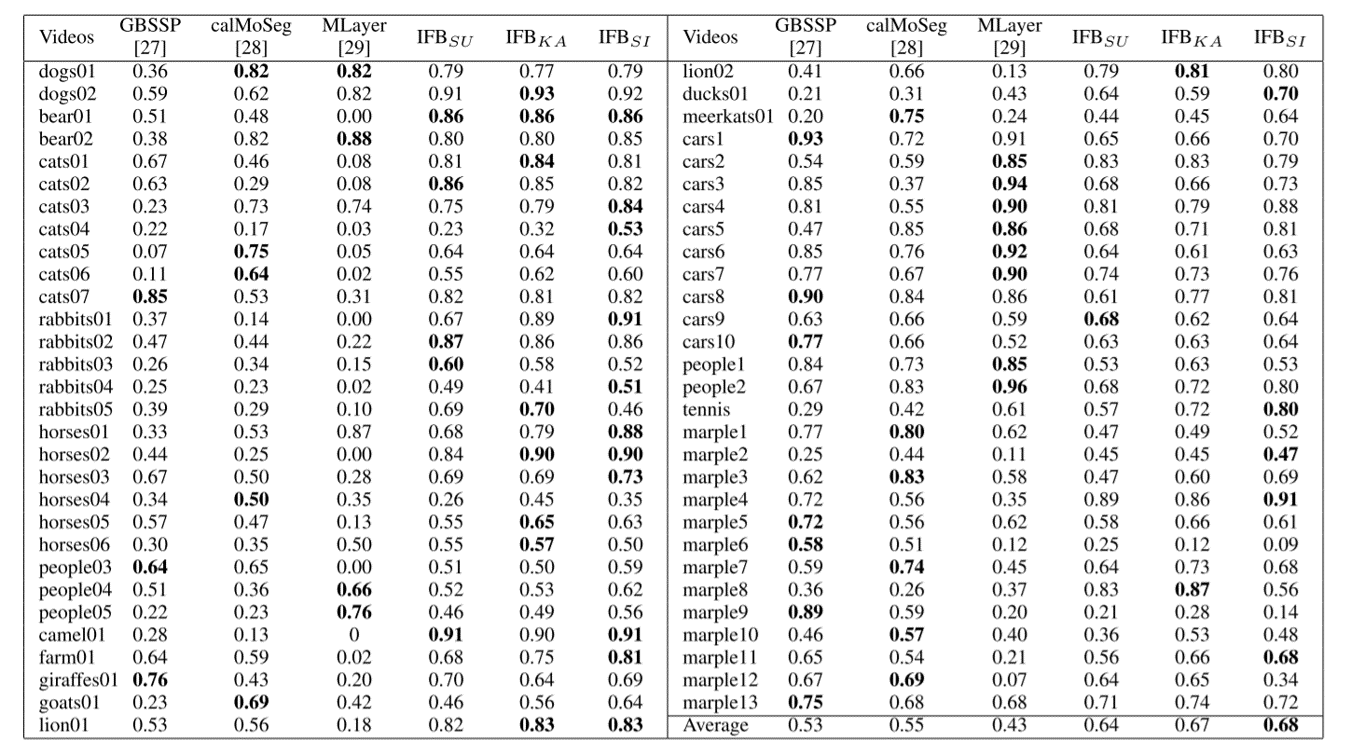 Videos GBSSP [27] calMoSeg [28] MLayer [29] IFB_SU IFB_KA IFB_SI Videos GBSSP [27] calMoSeg [28] MLayer [29] IFB_SU IFB_KA IFB_SI
dogs01 0.36 0.82 0.82 0.79 0.77 0.79 lion02 0.41 0.66 0.13 0.79 0.81 0.80
dogs02 0.59 0.62 0.82 0.91 0.93 0.92 ducks01 0.21 0.31 0.43 0.64 0.59 0.70
bear01 0.51 0.48 0.00 0.86 0.86 0.86 meerkats01 0.20 0.75 0.24 0.44 0.45 0.64
bear02 0.38 0.82 0.88 0.80 0.80 0.85 cars1 0.93 0.72 0.91 0.65 0.66 0.70
cats01 0.67 0.46 0.08 0.81 0.84 0.81 cars2 0.54 0.59 0.85 0.83 0.83 0.79
cats02 0.63 0.29 0.08 0.86 0.85 0.82 cars3 0.85 0.37 0.94 0.68 0.66 0.73
cats03 0.23 0.73 0.74 0.75 0.79 0.84 cars4 0.81 0.55 0.90 0.81 0.79 0.88
cats04 0.22 0.17 0.03 0.23 0.32 0.53 cars5 0.47 0.85 0.86 0.68 0.71 0.81
cats05 0.07 0.75 0.05 0.64 0.64 0.64 cars6 0.85 0.76 0.92 0.64 0.61 0.63
cats06 0.11 0.64 0.02 0.55 0.62 0.60 cars7 0.77 0.67 0.90 0.74 0.73 0.76
cats07 0.85 0.53 0.31 0.82 0.81 0.82 cars8 0.90 0.84 0.86 0.61 0.77 0.81
rabbits01 0.37 0.14 0.00 0.67 0.89 0.91 cars9 0.63 0.66 0.59 0.68 0.62 0.64
rabbits02 0.47 0.44 0.22 0.87 0.86 0.86 cars10 0.77 0.66 0.52 0.63 0.63 0.64
rabbits03 0.26 0.34 0.15 0.60 0.58 0.52 people1 0.84 0.73 0.85 0.53 0.63 0.53
rabbits04 0.25 0.23 0.02 0.49 0.41 0.51 people2 0.67 0.83 0.96 0.68 0.72 0.80
rabbits05 0.39 0.29 0.10 0.69 0.70 0.46 tennis 0.29 0.42 0.61 0.57 0.72 0.80
horses01 0.33 0.53 0.87 0.68 0.79 0.88 marple1 0.77 0.80 0.62 0.47 0.49 0.52
horses02 0.44 0.25 0.00 0.84 0.90 0.90 marple2 0.25 0.44 0.11 0.45 0.45 0.47
horses03 0.67 0.50 0.28 0.69 0.69 0.73 marple3 0.62 0.83 0.58 0.47 0.60 0.69
horses04 0.34 0.50 0.35 0.26 0.45 0.35 marple4 0.72 0.56 0.35 0.89 0.86 0.91
horses05 0.57 0.47 0.13 0.55 0.65 0.63 marple5 0.72 0.56 0.62 0.58 0.66 0.61
horses06 0.30 0.35 0.50 0.55 0.57 0.50 marple6 0.58 0.51 0.12 0.25 0.12 0.09
people03 0.64 0.65 0.00 0.51 0.50 0.59 marple7 0.59 0.74 0.45 0.64 0.73 0.68
people04 0.51 0.36 0.66 0.52 0.53 0.62 marple8 0.36 0.26 0.37 0.83 0.87 0.56
people05 0.22 0.23 0.76 0.46 0.49 0.56 marple9 0.89 0.59 0.20 0.21 0.28 0.14
camel01 0.28 0.13 0 0.91 0.90 0.91 marple10 0.46 0.57 0.40 0.36 0.53 0.48
farm01 0.64 0.59 0.02 0.68 0.75 0.81 marple11 0.65 0.54 0.21 0.56 0.66 0.68
giraffes01 0.76 0.43 0.20 0.70 0.64 0.69 marple12 0.67 0.69 0.07 0.64 0.65 0.34
goats01 0.23 0.69 0.42 0.46 0.56 0.64 marple13 0.75 0.68 0.68 0.71 0.74 0.72
lion01 0.53 0.56 0.18 0.82 0.83 0.83 Average 0.53 0.55 0.43 0.64 0.67 0.68